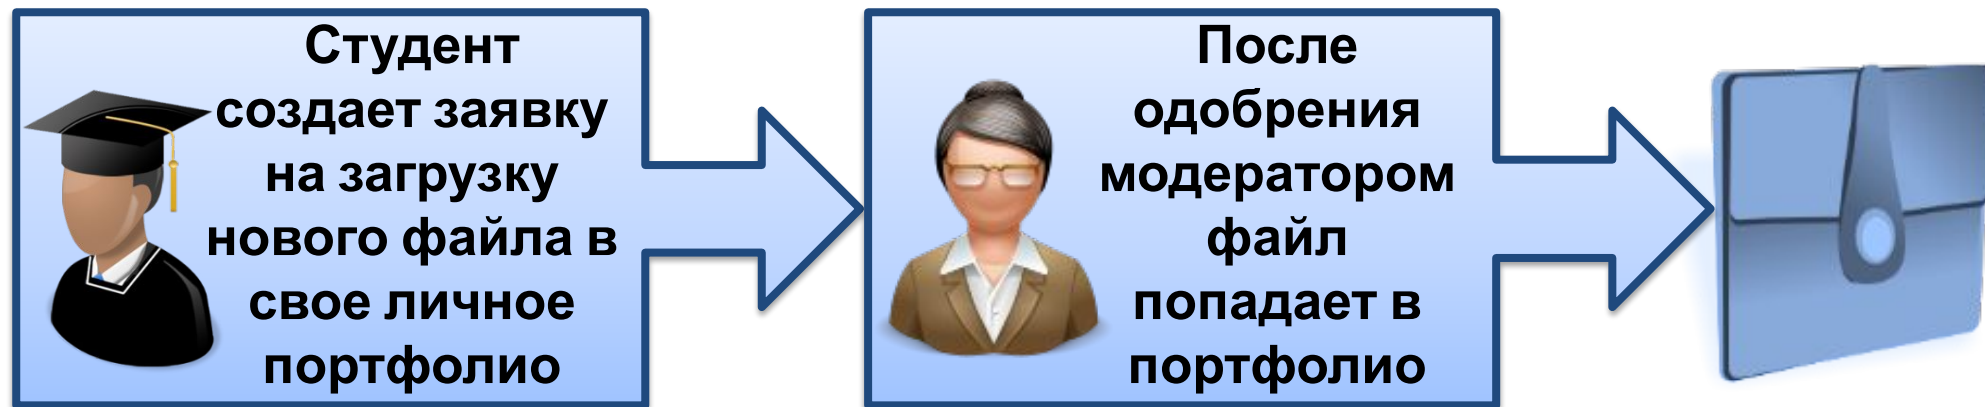 Студент
создает заявку
на загрузку
нового файла в
свое личное
портфолио
После
одобрения
модератором
файл
попадает в
портфолио